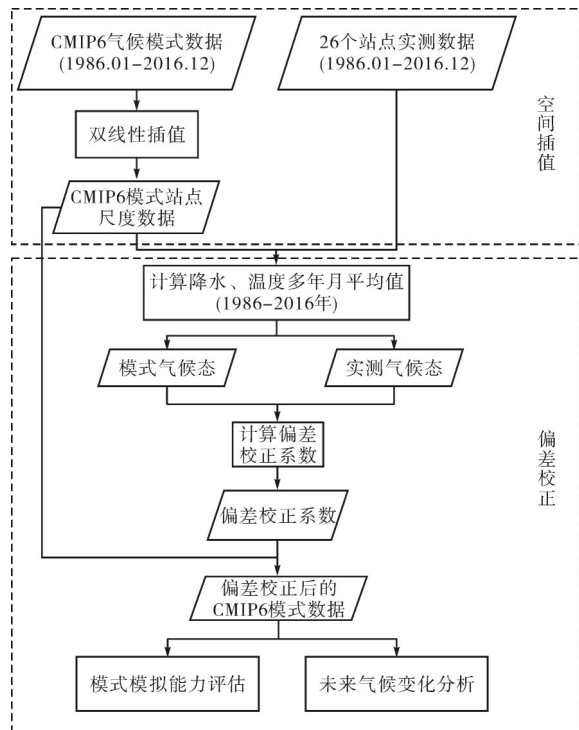 CMIP6气候模式数据
(1986.01-2016.12)
26个站点实测数据
(1986.01-2016.12)
双线性插值
CMIP6模式站点
尺度数据
空间插值
计算降水、温度多年月平均值
(1986-2016年)
模式气候态
实测气候态
计算偏差
校正系数
偏差校正系数
偏差校正
偏差校正后的
CMIP6模式数据
模式模拟能力评估
未来气候变化分析